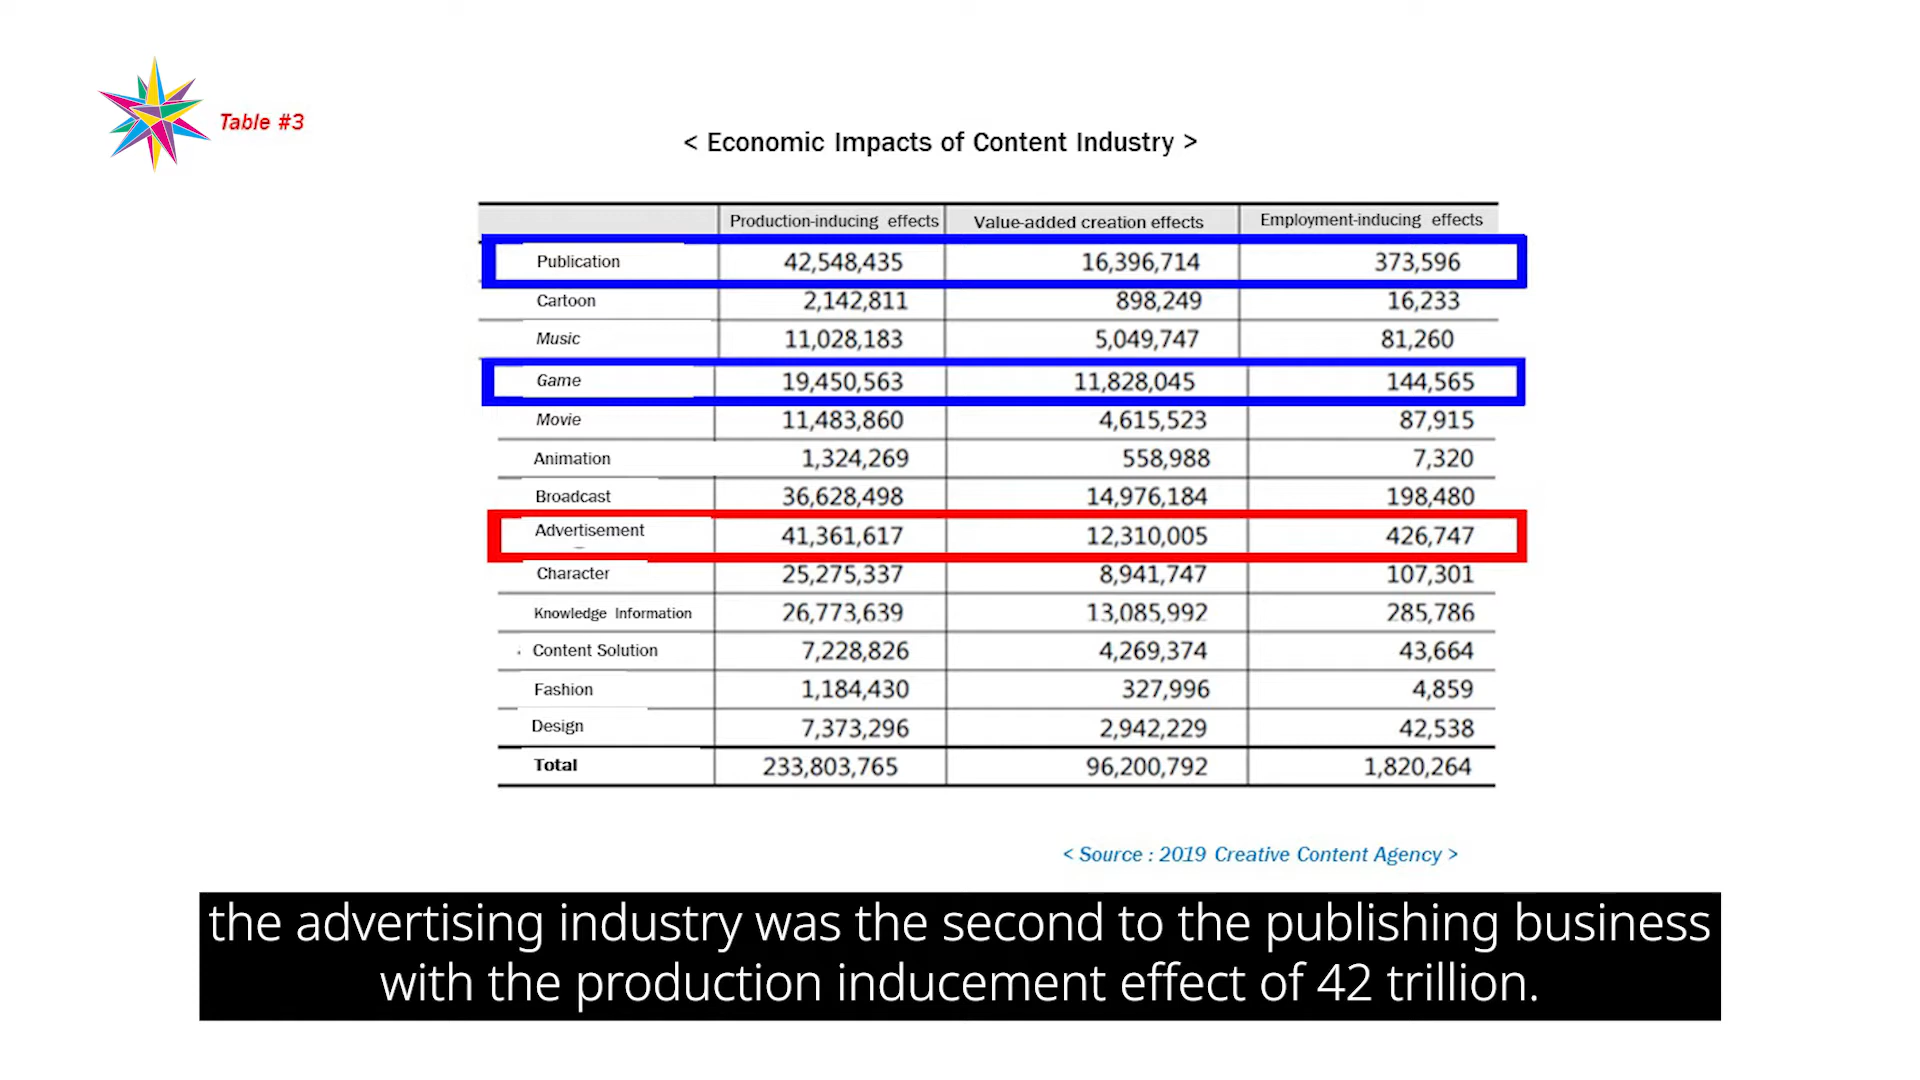 Table #3
< Economic Impacts of Content Industry >
Production-inducing effects Value-added creation effects Employment-inducing effects
Publication 42,548,435 16,396,714 373,596
Cartoon 2,142,811 898,249 16,233
Music 11,028,183 5,049,747 81,260
Game 19,450,563 11,828,045 144,565
Movie 11,483,860 4,615,523 87,915
Animation 1,324,269 558,988 7,320
Broadcast 36,628,498 14,976,184 198,480
Advertisement 41,361,617 12,310,005 426,747
Character 25,275,337 8,941,747 107,301
Knowledge Information 26,773,639 13,085,992 285,786
Content Solution 7,228,826 4,269,374 43,664
Fashion 1,184,430 327,996 4,859
Design 7,373,296 2,942,229 42,538
Total 233,803,765 96,200,792 1,820,264
< Source : 2019 Creative Content Agency >
the advertising industry was the second to the publishing business
with the production inducement effect of 42 trillion.